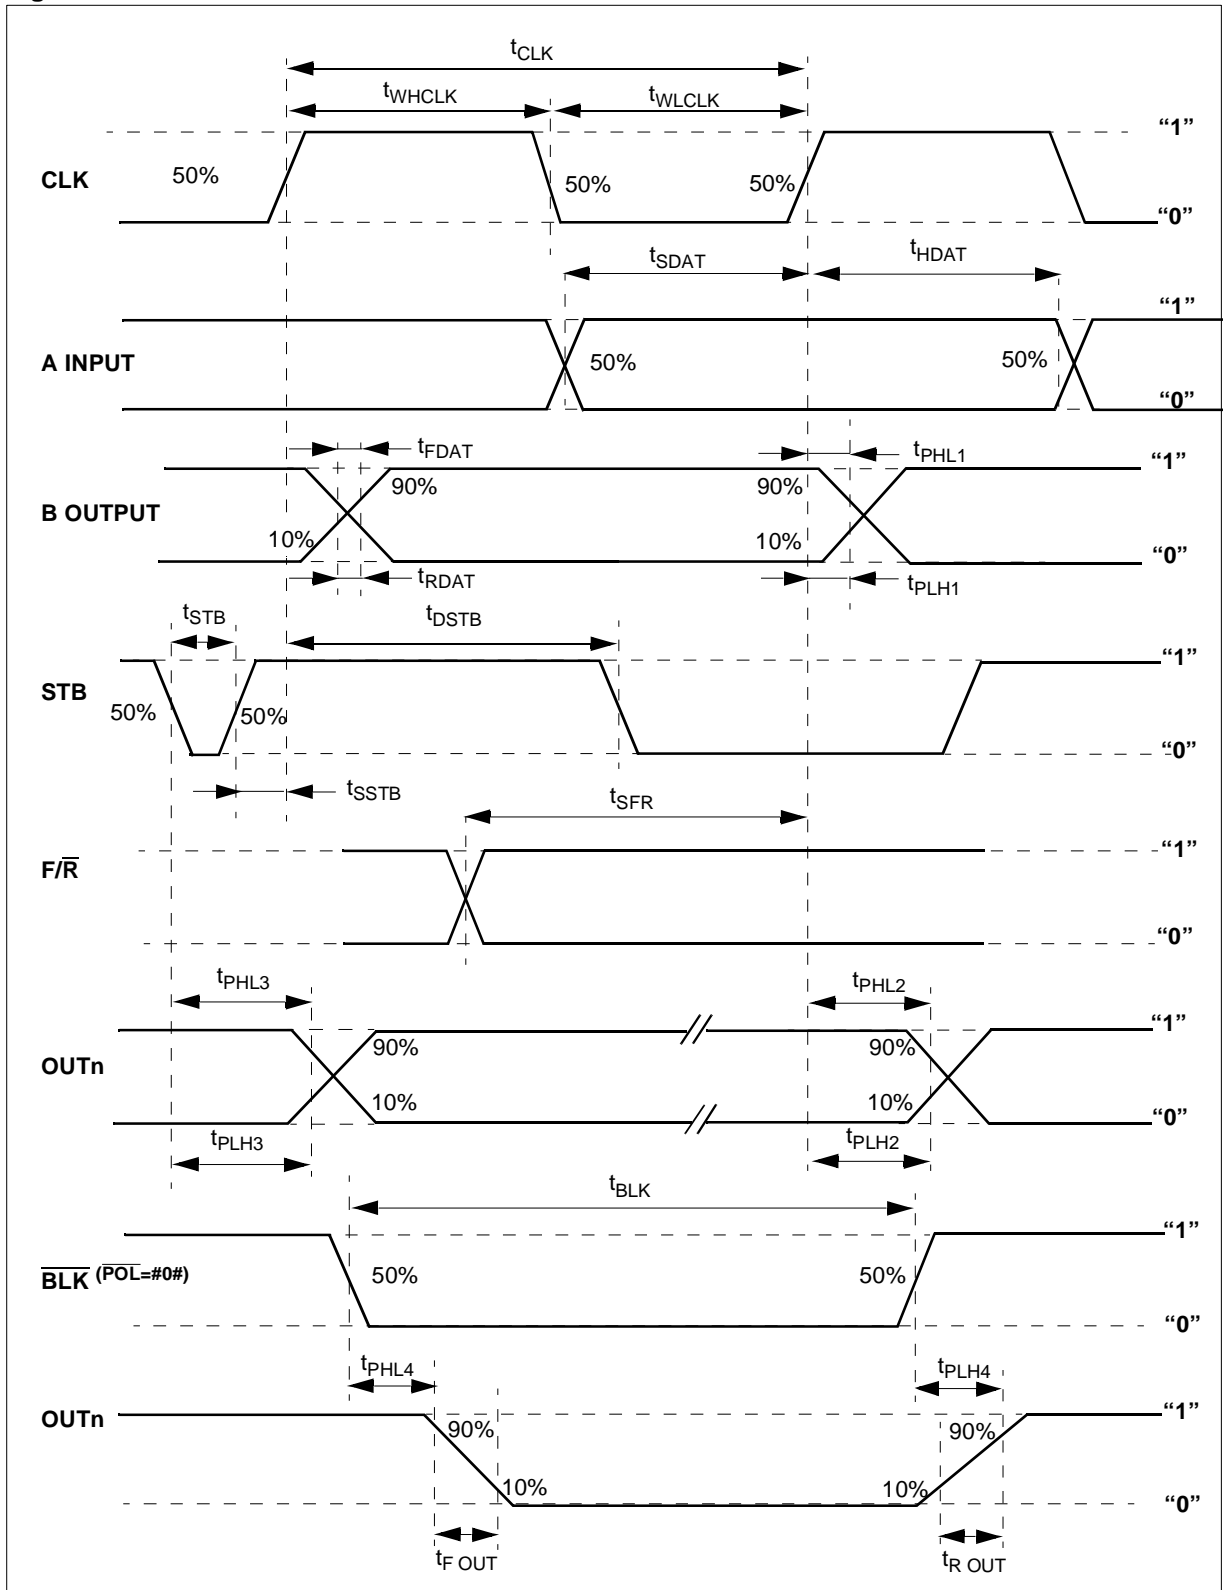 tCLK
tWHCLK tWLCLK
“1”
CLK 50% 50% 50%
“0”
tSDAT tHDAT
“1”
A INPUT 50% 50%
“0”
tFDAT tPHL1
“1”
90% 90%
B OUTPUT
10% 10%
“0”
tRDAT tPLH1
tSTB tDSTB
“1”
STB
50% 50%
“0”
tSSTB tSFR
“1”
F/R̅
“0”
tPHL3 tPHL2
“1”
90% 90%
OUTn
10% 10%
“0”
tPLH3 tPLH2
tBLK
“1”
B̅L̅K̅ (P̅O̅L̅=#0#) 50% 50%
“0”
tPHL4 tPLH4
OUTn “1”
90% 90%
10% 10%
“0”
tF OUT tR OUT